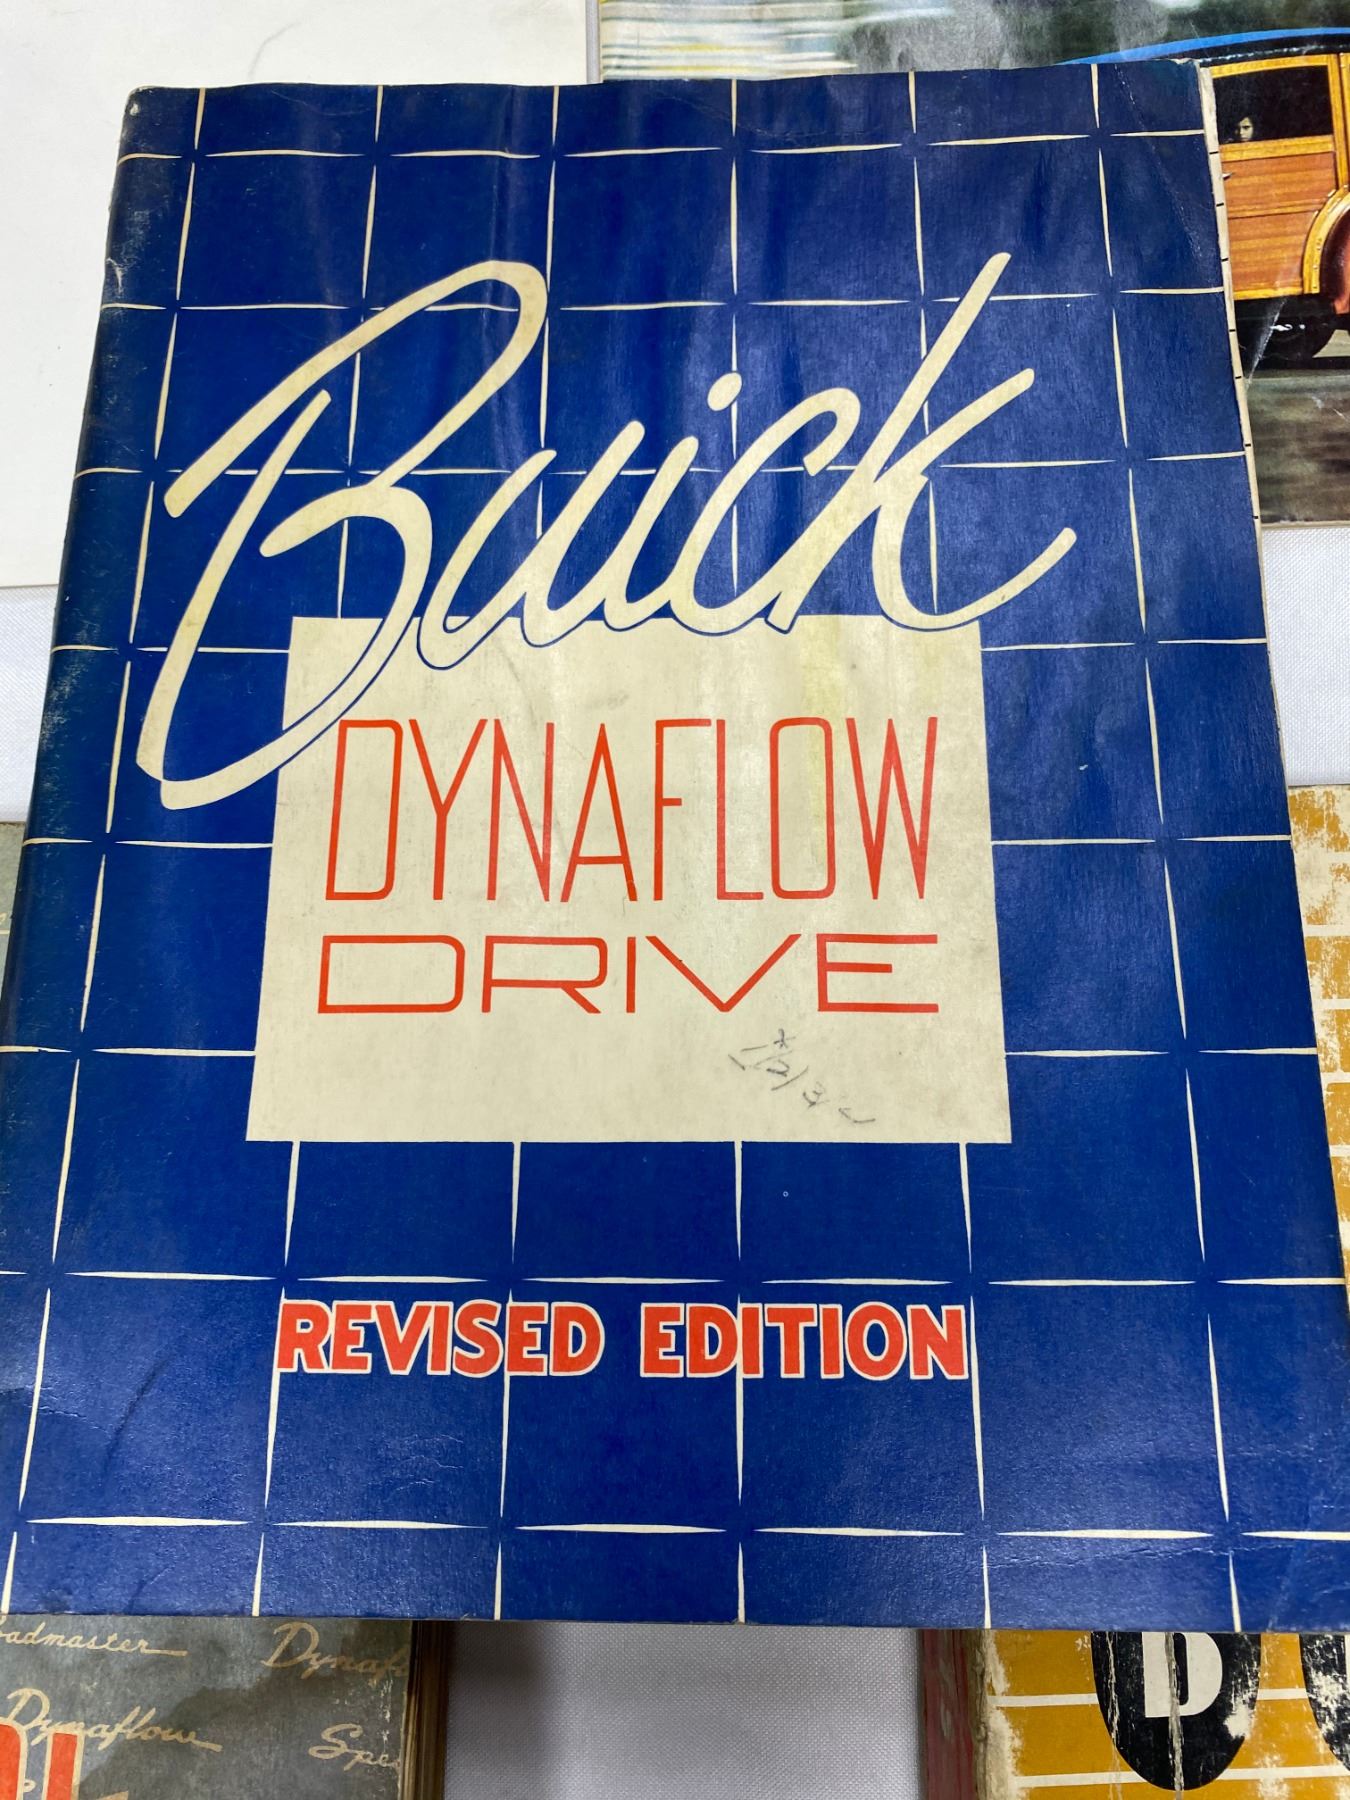 Buick
DYNAFLOW
DRIVE
REVISED EDITION
Dynaflow